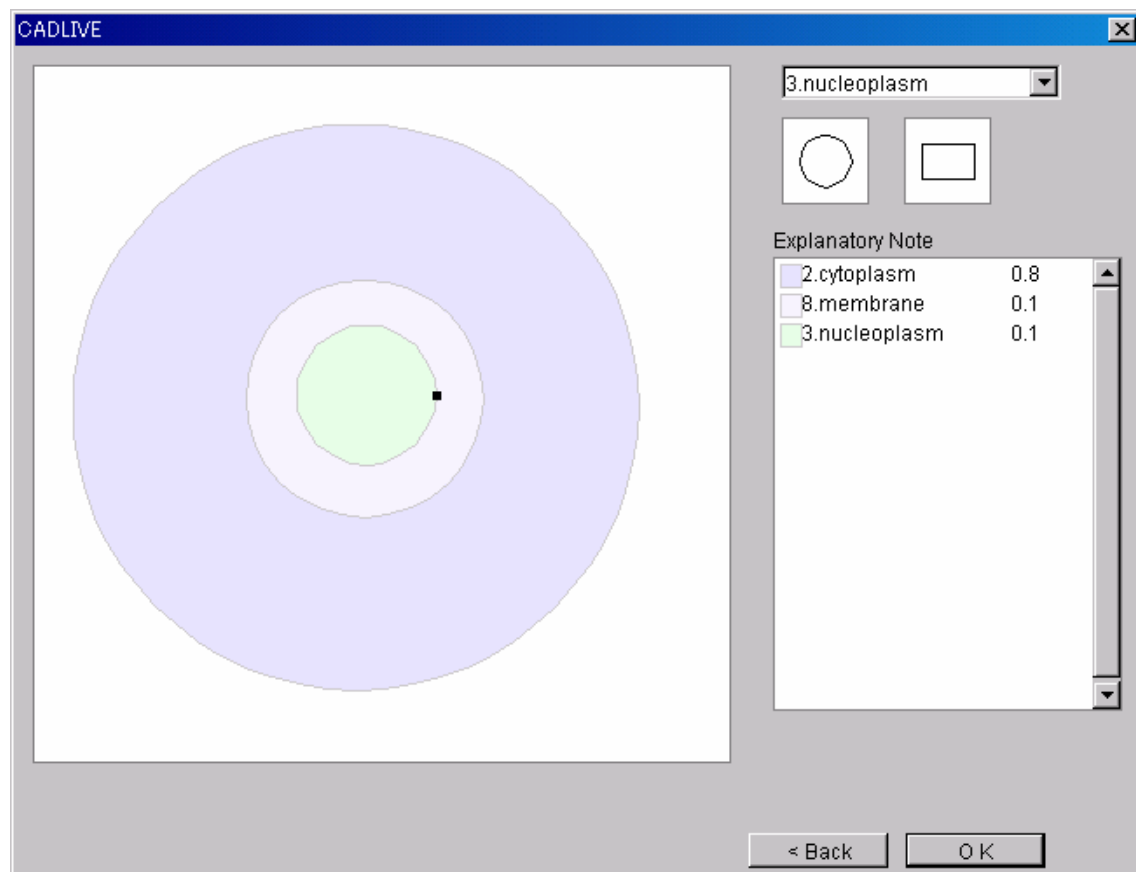 CADLIVE
3.nucleoplasm
Explanatory Note
2.cytoplasm 0.8
8.membrane 0.1
3.nucleoplasm 0.1
< Back
OK